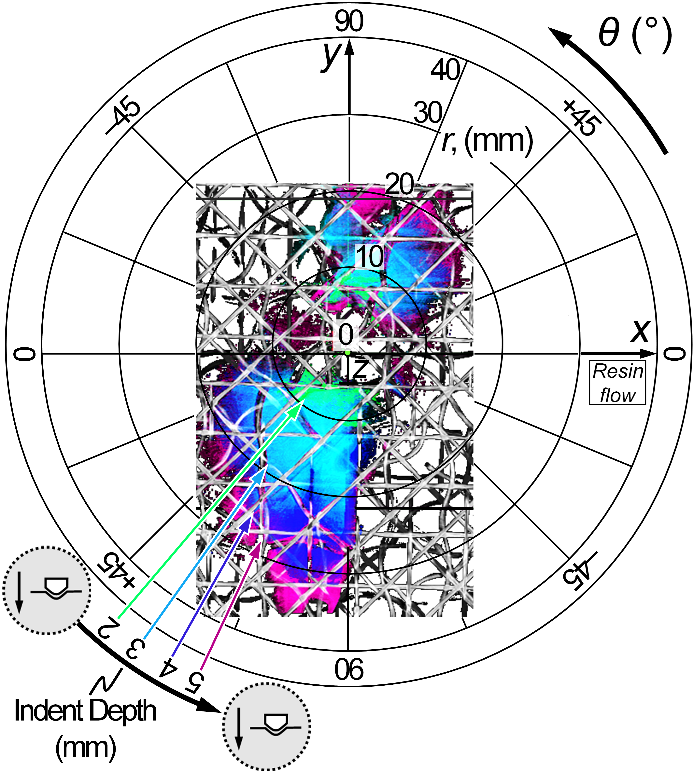 90
y
40
θ (°)
−45
+45
30
r, (mm)
20
10
0
x
0
z
0
Resin
flow
+45
−45
2
3
4
5
90
Indent Depth
(mm)